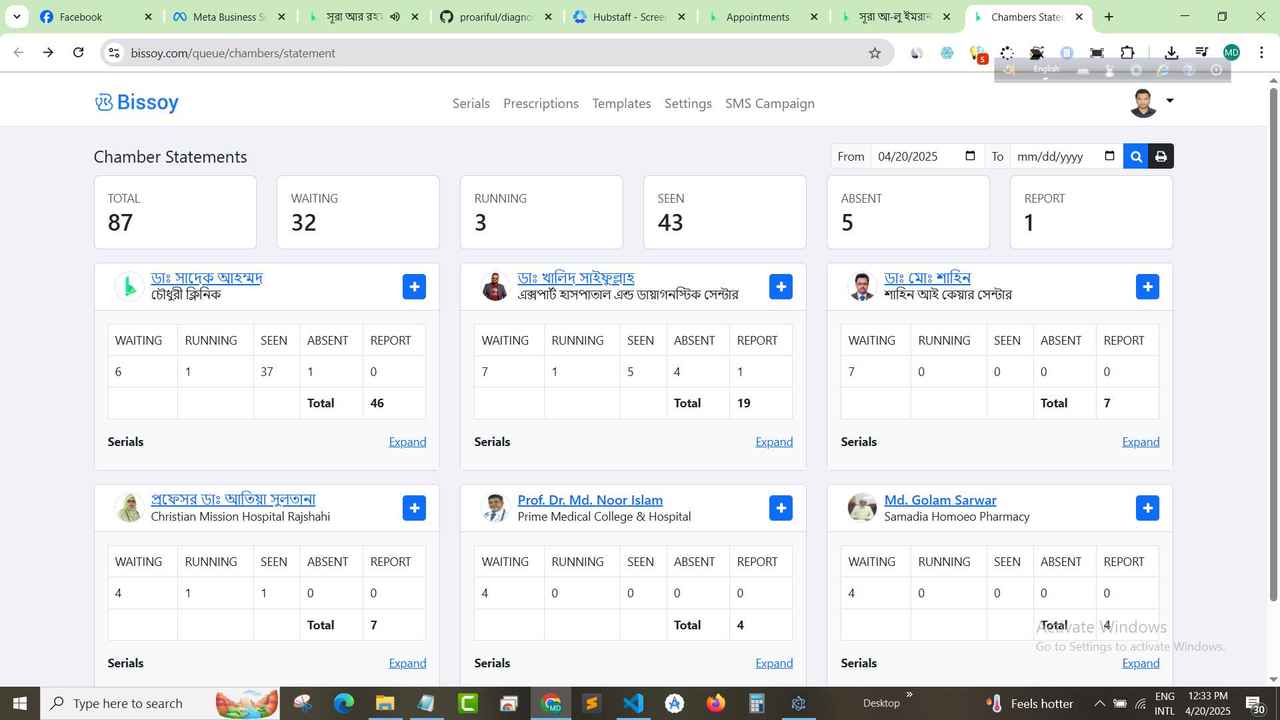 Facebook
Meta Business S
সূরা আর রহম
proariful/diagno
Hubstaff - Scree
Appointments
সূরা আ-লু ইমরান
Chambers State
bissoy.com/queue/chambers/statement
5
MD
English
Bissoy
Serials
Prescriptions
Templates
Settings
SMS Campaign
Chamber Statements
From
04/20/2025
To
mm/dd/yyyy
TOTAL
87
WAITING
32
RUNNING
3
SEEN
43
ABSENT
5
REPORT
1
ডাঃ সাদেক আহম্মদ
চৌধুরী ক্লিনিক
WAITING RUNNING SEEN ABSENT REPORT
6 1 37 1 0
Total 46
Serials Expand
ডাঃ খালিদ সাইফুল্লাহ
এক্সপার্ট হাসপাতাল এন্ড ডায়াগনস্টিক সেন্টার
WAITING RUNNING SEEN ABSENT REPORT
7 1 5 4 1
Total 19
Serials Expand
ডাঃ মোঃ শাহিন
শাহিন আই কেয়ার সেন্টার
WAITING RUNNING SEEN ABSENT REPORT
7 0 0 0 0
Total 7
Serials Expand
প্রফেসর ডাঃ আতিয়া সুলতানা
Christian Mission Hospital Rajshahi
WAITING RUNNING SEEN ABSENT REPORT
4 1 1 0 0
Total 7
Serials Expand
Prof. Dr. Md. Noor Islam
Prime Medical College & Hospital
WAITING RUNNING SEEN ABSENT REPORT
4 0 0 0 0
Total 4
Serials Expand
Md. Golam Sarwar
Samadia Homoeo Pharmacy
WAITING RUNNING SEEN ABSENT REPORT
4 0 0 0 0
Total 4
Serials Expand
Activate Windows
Go to Settings to activate Windows.
Type here to search
Desktop
Feels hotter
ENG
INTL
12:33 PM
4/20/2025
30